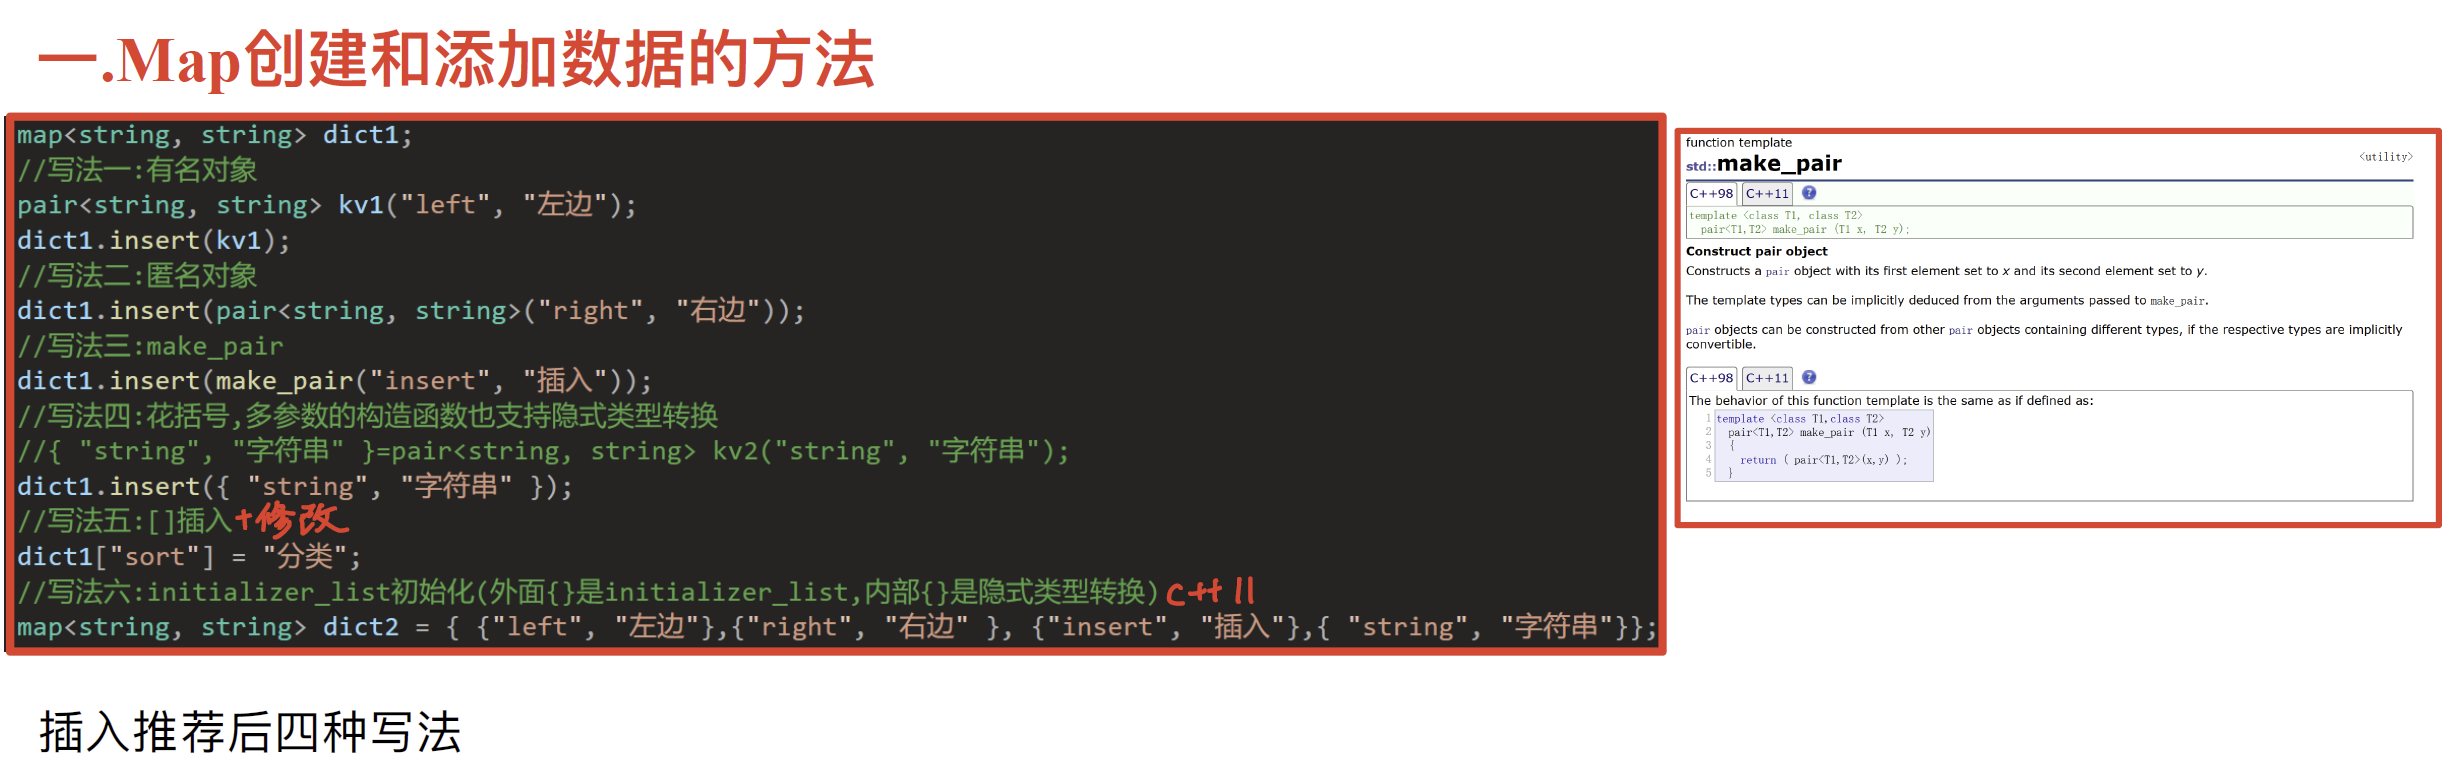 一.Map创建和添加数据的方法
map<string, string> dict1;
//写法一:有名对象
pair<string, string> kv1("left", "左边");
dict1.insert(kv1);
//写法二:匿名对象
dict1.insert(pair<string, string>("right", "右边"));
//写法三:make_pair
dict1.insert(make_pair("insert", "插入"));
//写法四:花括号,多参数的构造函数也支持隐式类型转换
//{ "string", "字符串" }=pair<string, string> kv2("string", "字符串");
dict1.insert({ "string", "字符串" });
//写法五:[]插入+修改
dict1["sort"] = "分类";
//写法六:initializer_list初始化(外面{}是initializer_list,内部{}是隐式类型转换) C++11
map<string, string> dict2 = { {"left", "左边"},{"right", "右边" }, {"insert", "插入"},{ "string", "字符串"}};
function template
std::make_pair
<utility>
C++98 C++11 ?
template <class T1, class T2>
pair<T1,T2> make_pair (T1 x, T2 y);
Construct pair object
Constructs a pair object with its first element set to x and its second element set to y.
The template types can be implicitly deduced from the arguments passed to make_pair.
pair objects can be constructed from other pair objects containing different types, if the respective types are implicitly
convertible.
C++98 C++11 ?
The behavior of this function template is the same as if defined as:
1 template <class T1,class T2>
2 pair<T1,T2> make_pair (T1 x, T2 y)
3 {
4 return ( pair<T1,T2>(x,y) );
5 }
插入推荐后四种写法